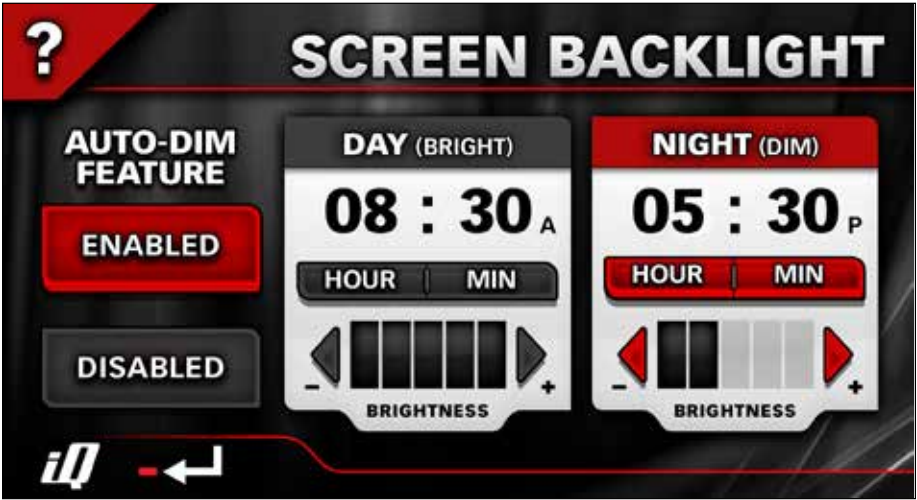 ?
SCREEN BACKLIGHT
AUTO-DIM
FEATURE
ENABLED
DISABLED
DAY (BRIGHT)
08 : 30 A
HOUR MIN
- +
BRIGHTNESS
NIGHT (DIM)
05 : 30 P
HOUR MIN
- +
BRIGHTNESS
iQ